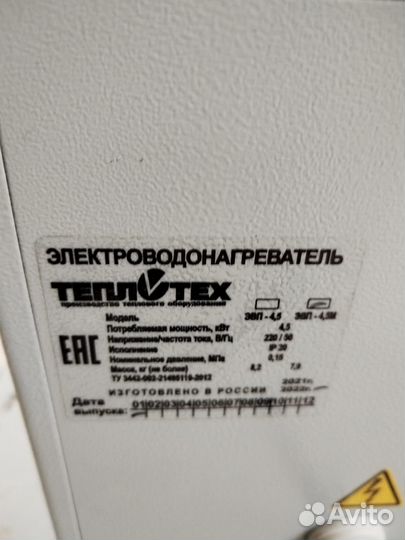 ЭЛЕКТРОВОДОНАГРЕВАТЕЛЬ
ТЕПЛОТЕХ
производство теплового оборудования
Модель ЭВП - 4,5 ЭВП - 4,5М
Потребляемая мощность, кВт 4,5
Напряжение/частота тока, В/Гц 220 / 50
Исполнение IP 20
Номинальное давление, МПа 0,15
Масса, кг (не более) 8,2 7,9
ТУ 3442-002-21495119-2012
ЕАС
ИЗГОТОВЛЕНО В РОССИИ 2021г.
2022г.
Дата выпуска: 01|02|03|04|05|06|07|08|09|10|11|12
Avito